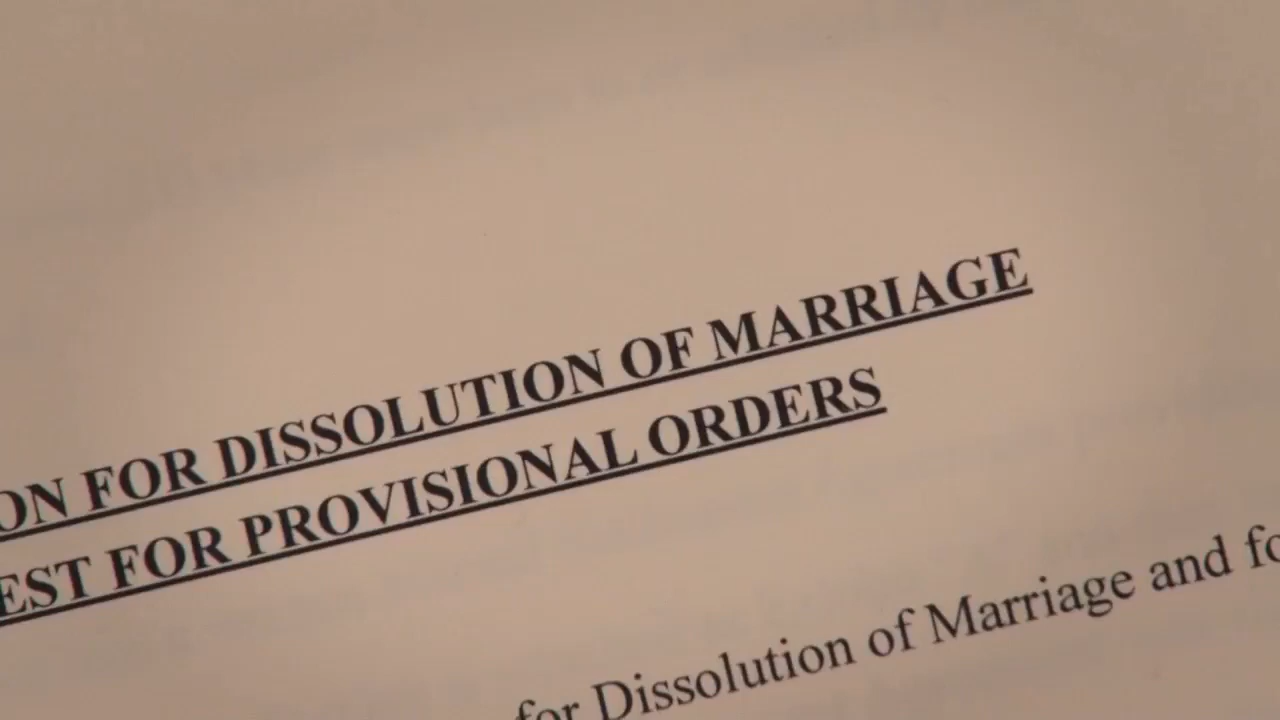 ON FOR DISSOLUTION OF MARRIAGE
EST FOR PROVISIONAL ORDERS
for Dissolution of Marriage and fo